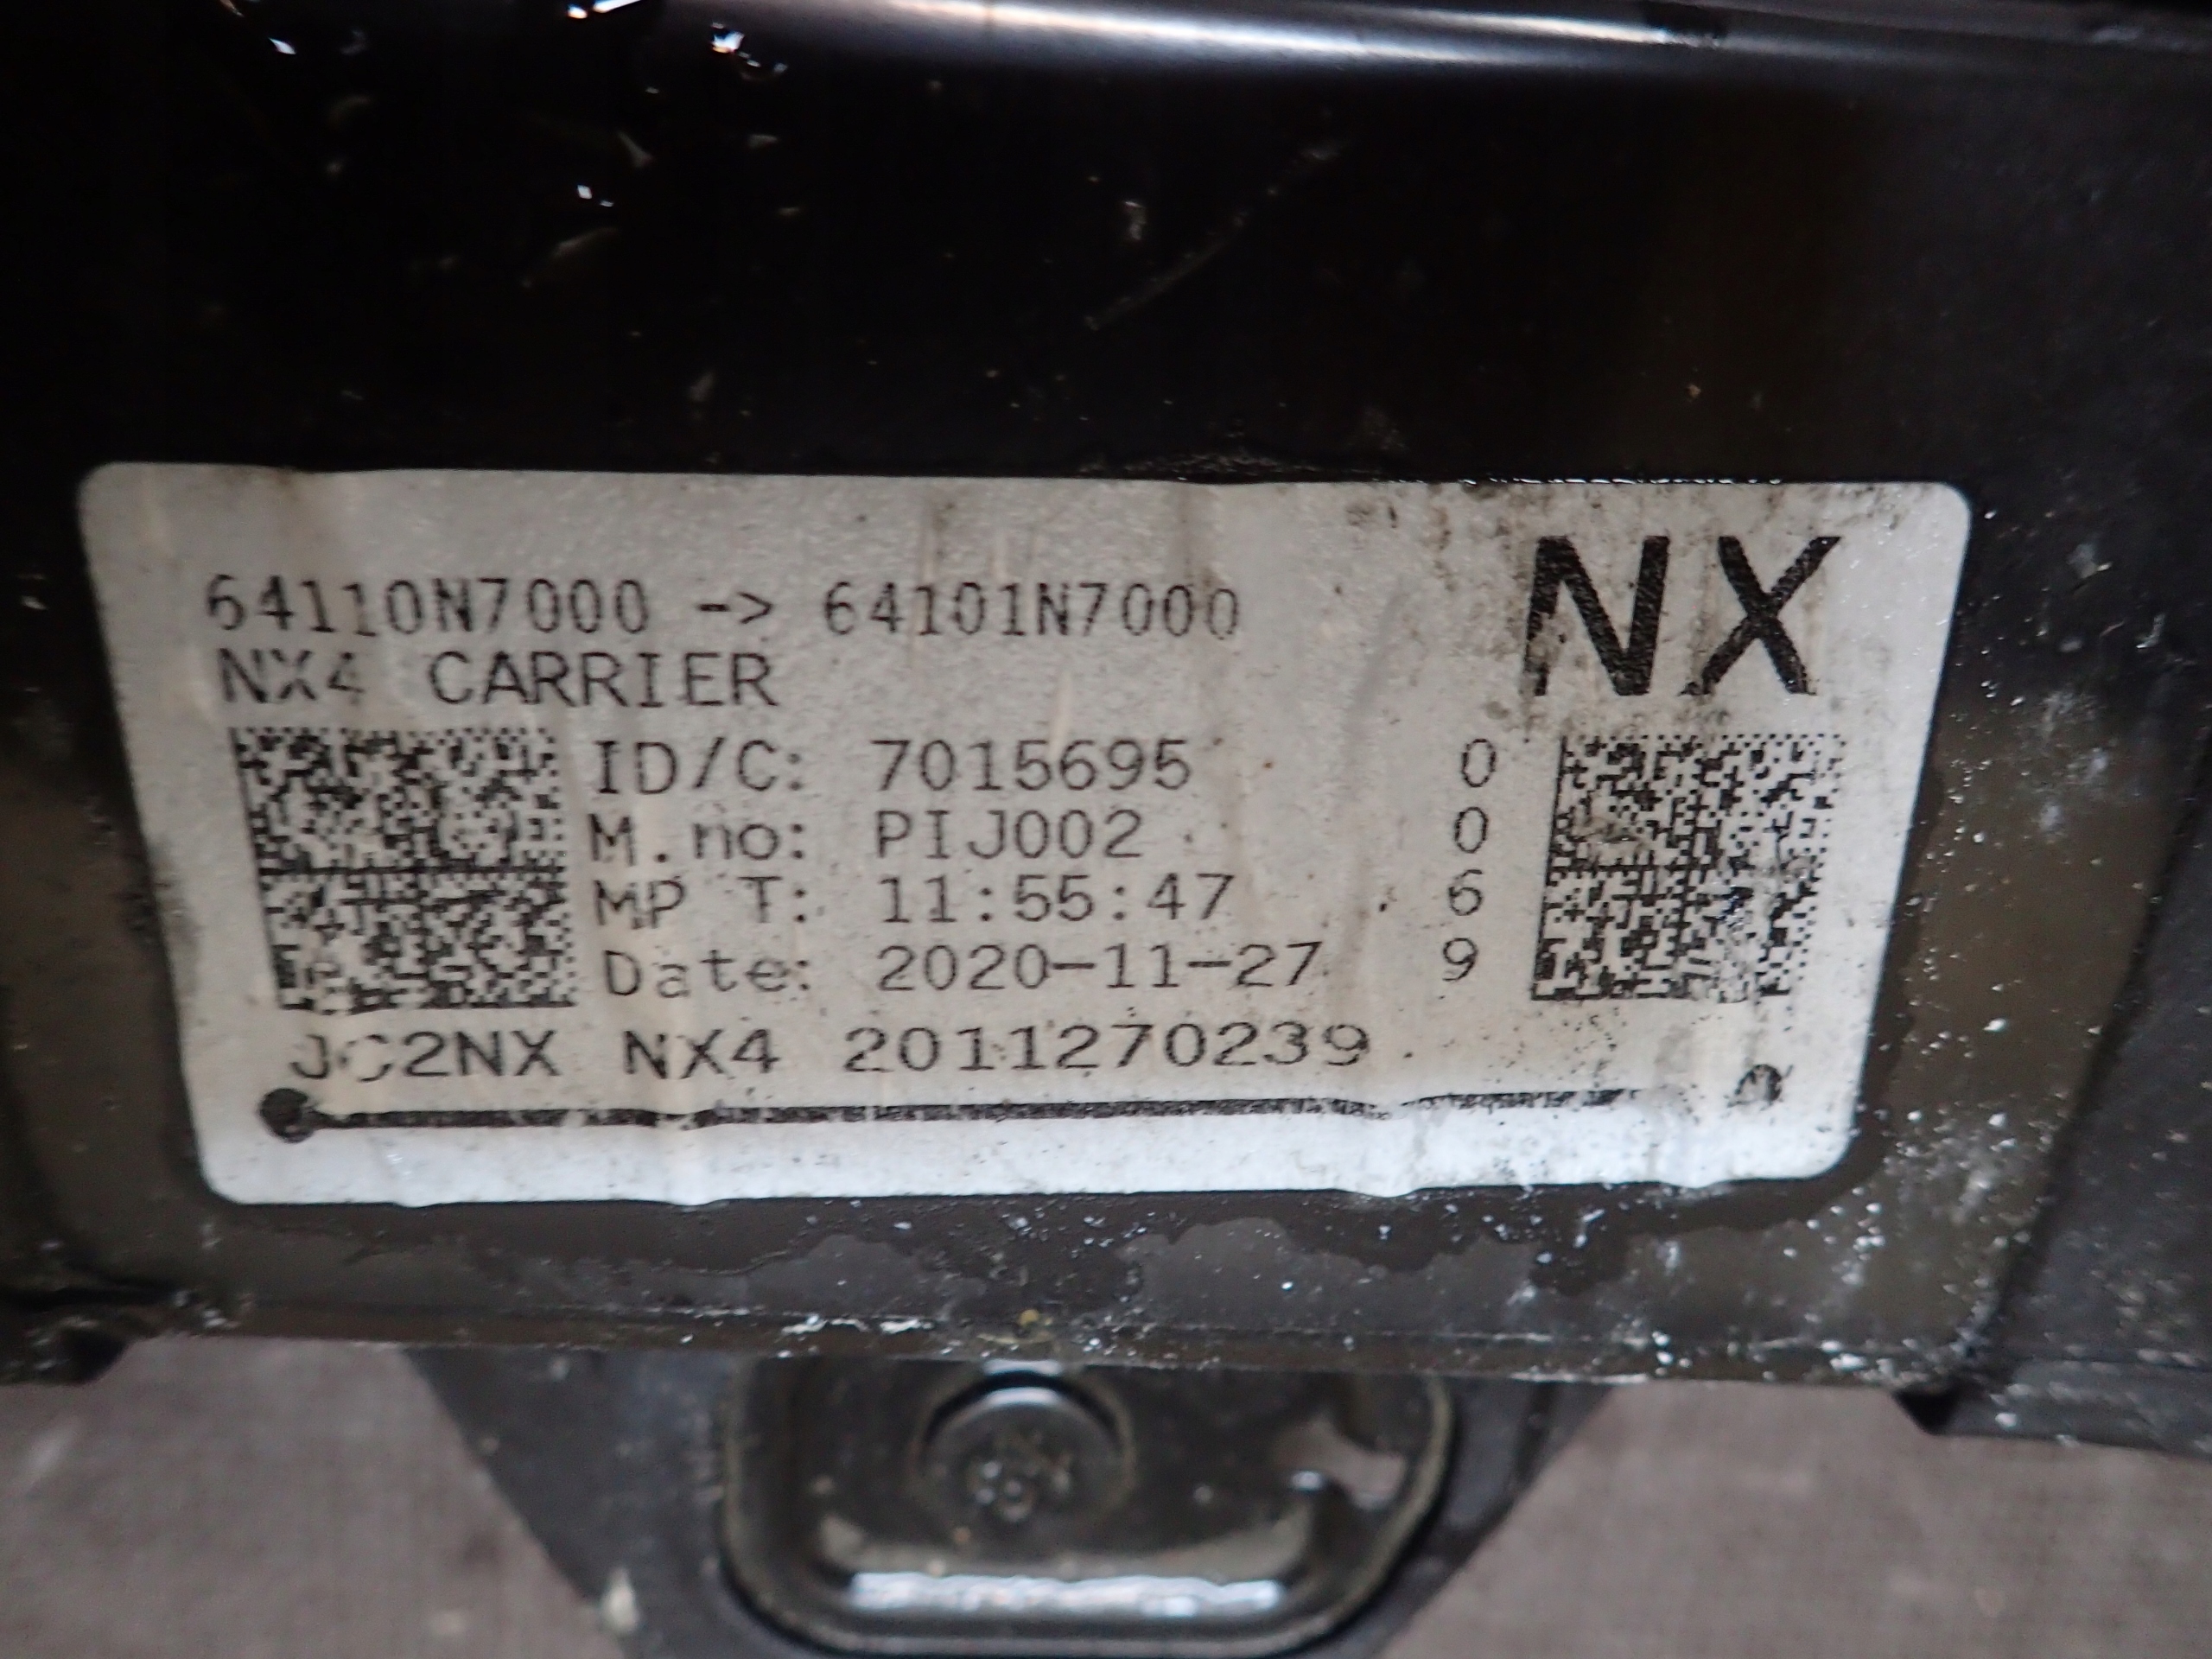 64110N7000 -> 64101N7000
NX
NX4 CARRIER
ID/C: 7015695 0
M.no: PIJ002 0
MP T: 11:55:47 6
Date: 2020-11-27 9
JC2NX NX4 2011270239